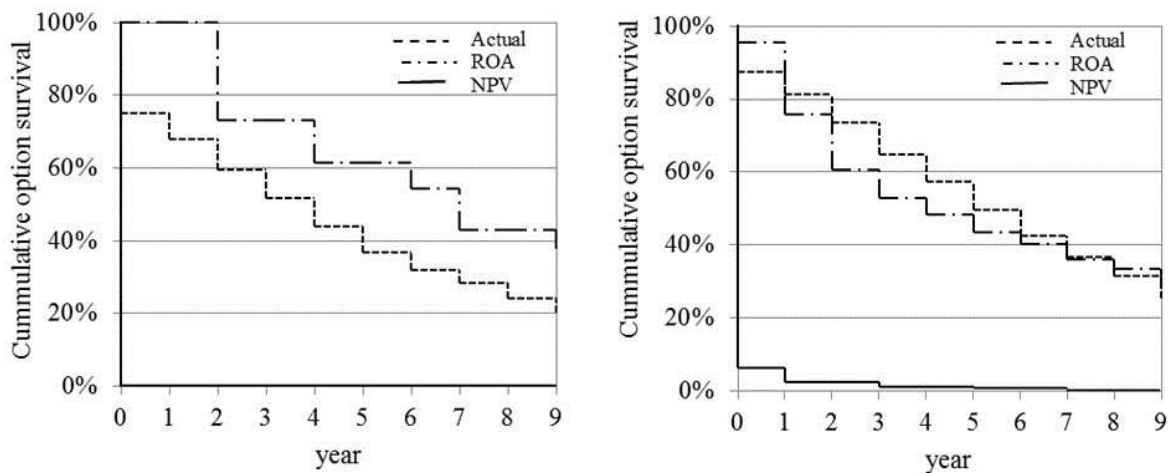 Cummulative option survival
100%
80%
60%
40%
20%
0%
Actual
ROA
NPV
0 1 2 3 4 5 6 7 8 9
year
Cummulative option survival
100%
80%
60%
40%
20%
0%
Actual
ROA
NPV
0 1 2 3 4 5 6 7 8 9
year